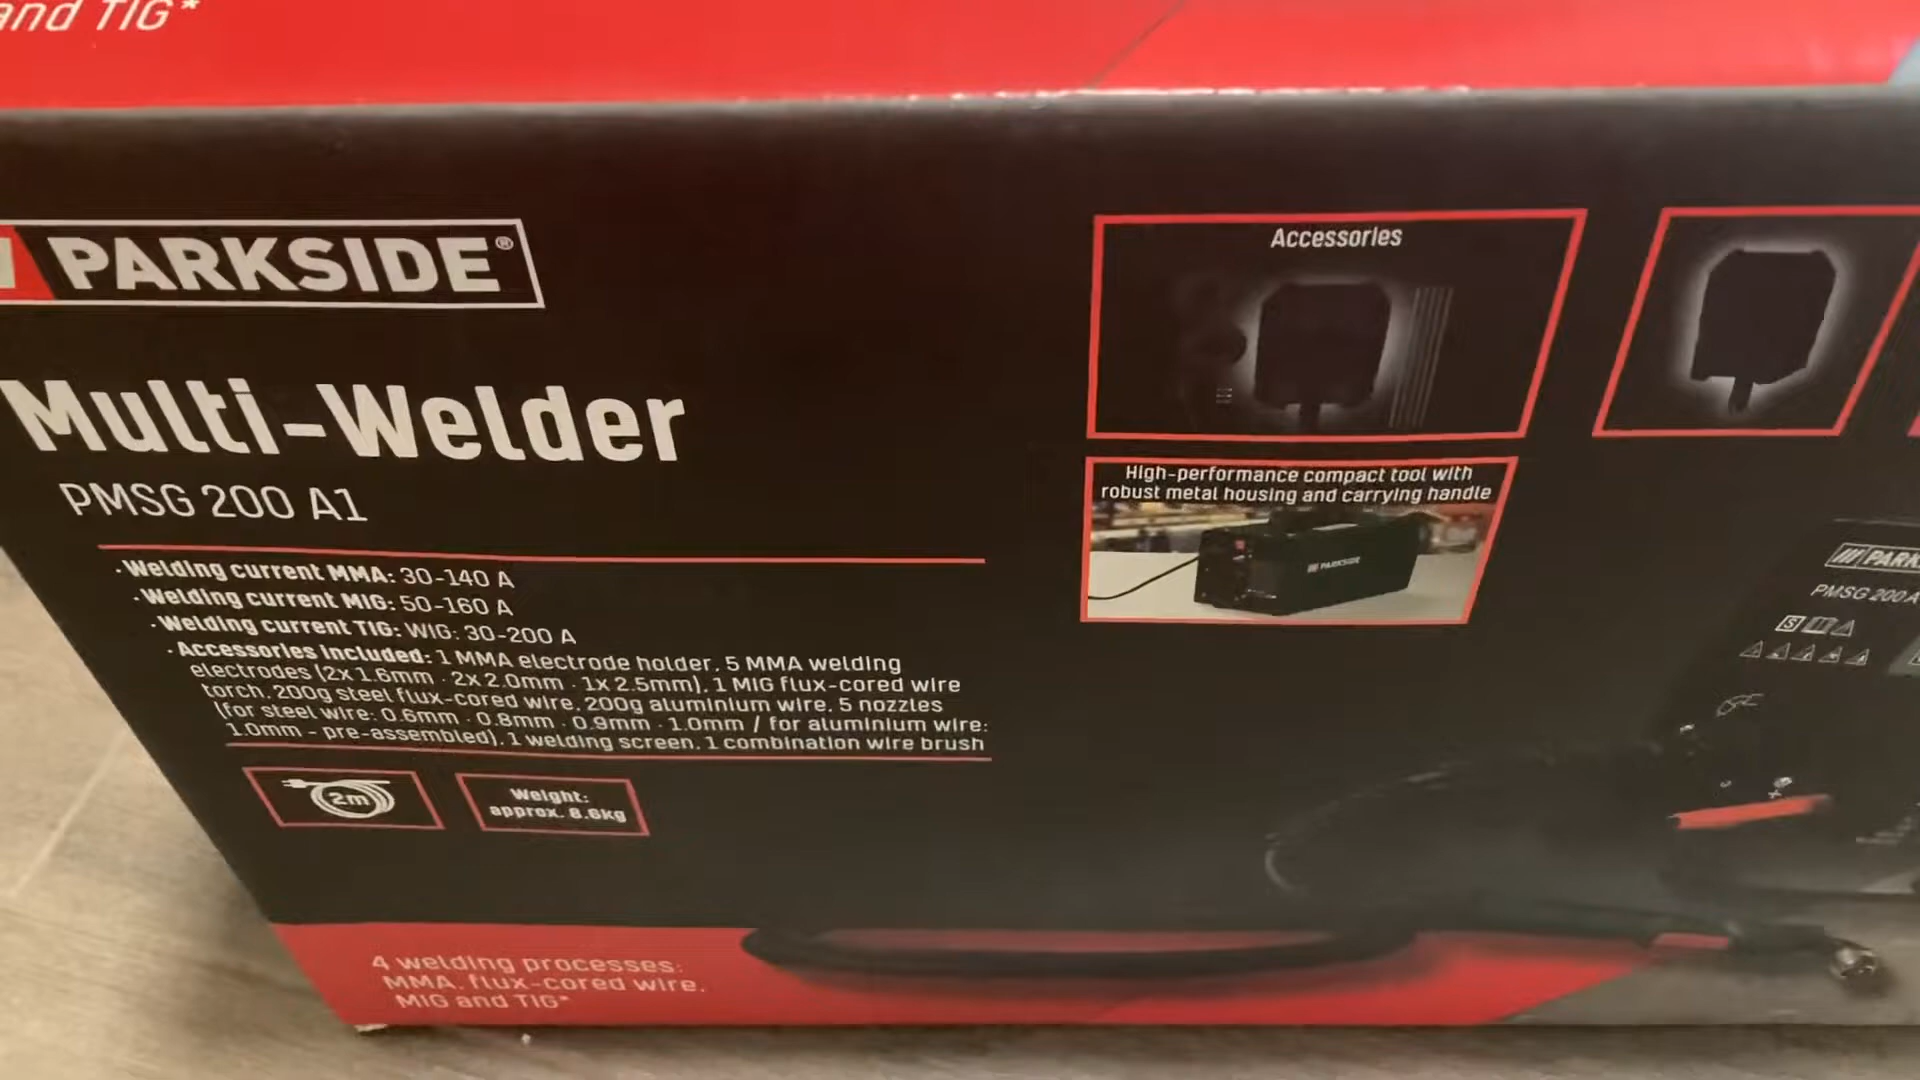 and TIG*
PARKSIDE®
Multi-Welder
PMSG 200 A1
· Welding current MMA: 30-140 A
· Welding current MIG: 50-160 A
· Welding current TIG: WIG: 30-200 A
· Accessories included: 1 MMA electrode holder, 5 MMA welding
electrodes (2x 1.6mm · 2x 2.0mm · 1x 2.5mm), 1 MIG flux-cored wire
torch, 200g steel flux-cored wire, 200g aluminium wire, 5 nozzles
(for steel wire: 0.6mm · 0.8mm · 0.9mm · 1.0mm / for aluminium wire:
1.0mm - pre-assembled), 1 welding screen, 1 combination wire brush
2m
Weight:
approx. 8.6kg
4 welding processes:
MMA, flux-cored wire,
MIG and TIG*
Accessories
High-performance compact tool with
robust metal housing and carrying handle
PARKSIDE
PARKS
PMSG 200 A